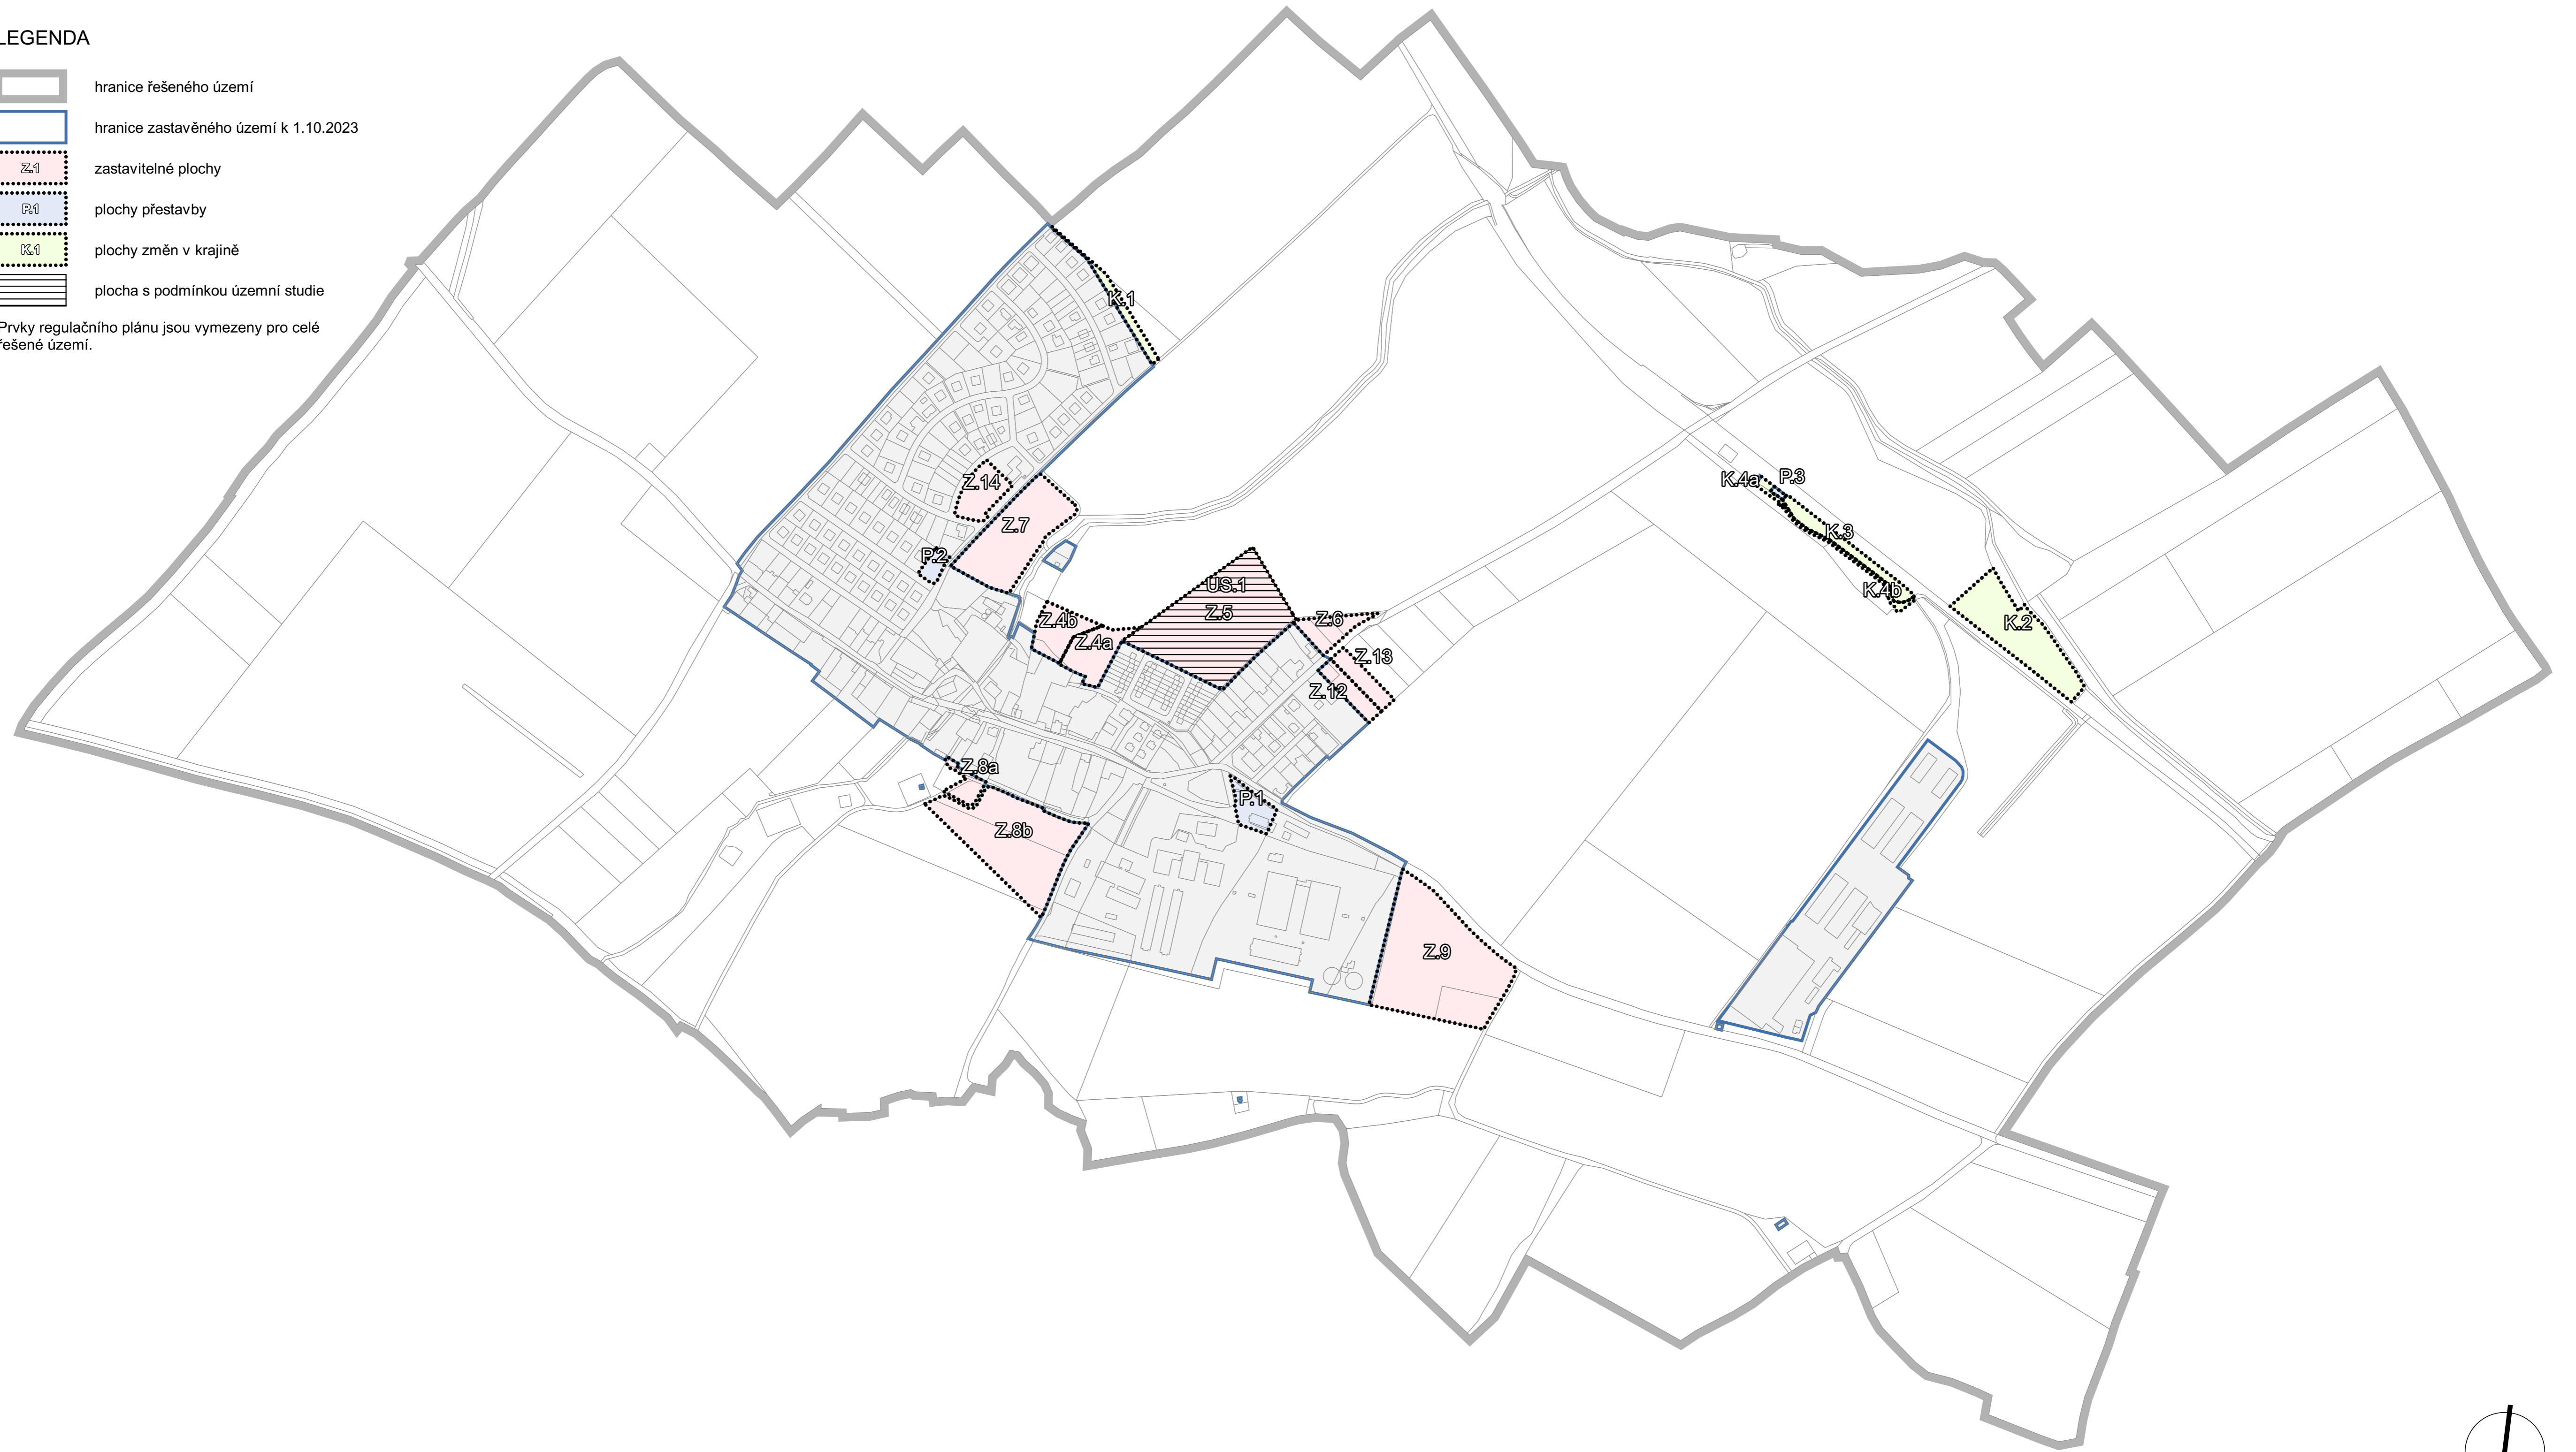 LEGENDA
hranice řešeného území
hranice zastavěného území k 1.10.2023
Z.1
zastavitelné plochy
P.1
plochy přestavby
K.1
plochy změn v krajině
plocha s podmínkou územní studie
Prvky regulačního plánu jsou vymezeny pro celé
řešené území.
K.1
Z.14
Z.7
P.2
K.4a
P.3
K.3
K.4b
K.2
US.1
Z.5
Z.4b
Z.4a
Z.6
Z.13
Z.12
Z.8a
Z.8b
P.1
Z.9